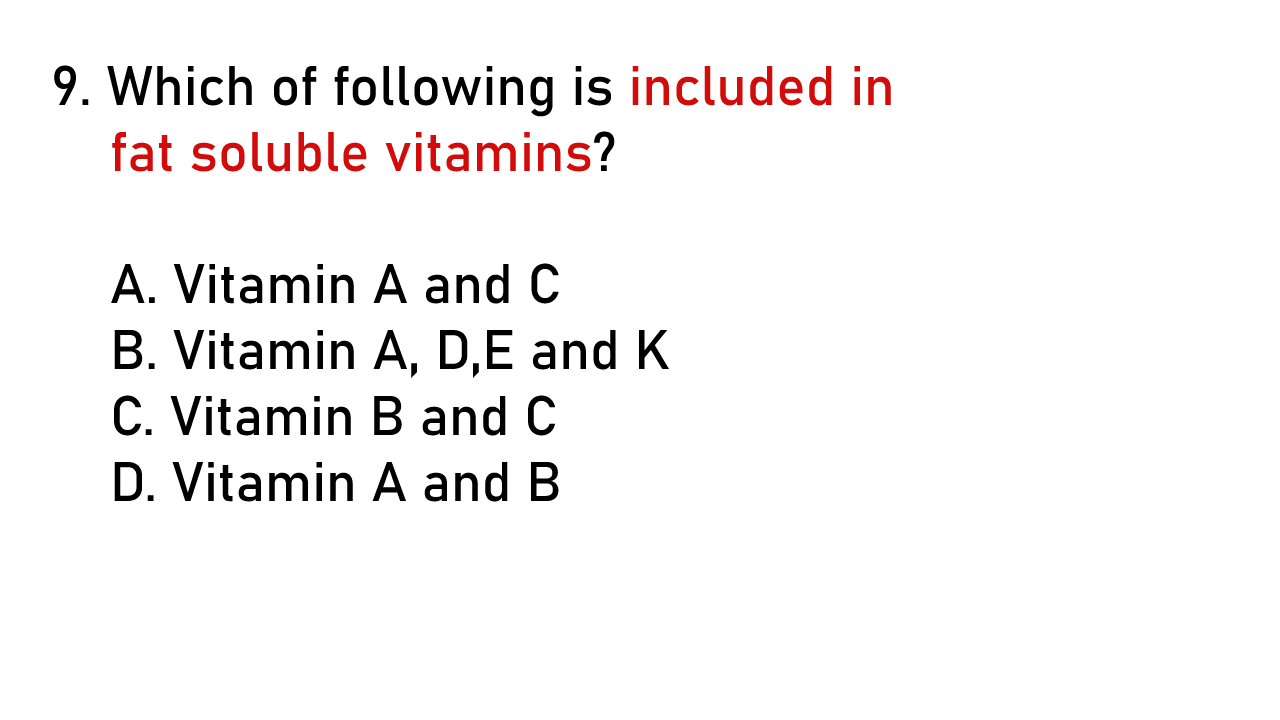 9. Which of following is included in
fat soluble vitamins?
A. Vitamin A and C
B. Vitamin A, D,E and K
C. Vitamin B and C
D. Vitamin A and B